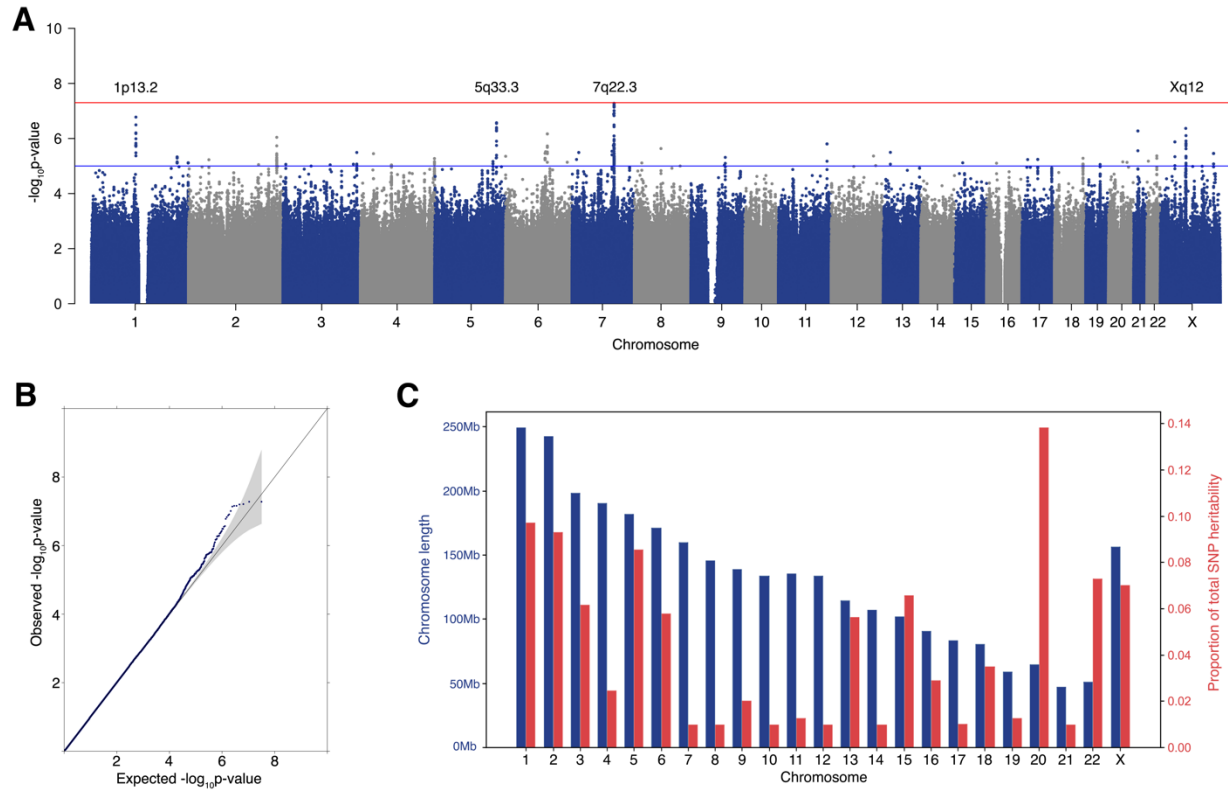 A
10
8
6
4
2
0
-log10p-value
1p13.2 5q33.3 7q22.3 Xq12
1 2 3 4 5 6 7 8 9 10 11 12 13 14 15 16 17 18 19 20 21 22 X
Chromosome
B
8
6
4
2
Observed -log10p-value
2 4 6 8
Expected -log10p-value
C
250Mb
200Mb
150Mb
100Mb
50Mb
0Mb
Chromosome length
0.14
0.12
0.10
0.08
0.06
0.04
0.02
0.00
Proportion of total SNP heritability
1 2 3 4 5 6 7 8 9 10 11 12 13 14 15 16 17 18 19 20 21 22 X
Chromosome